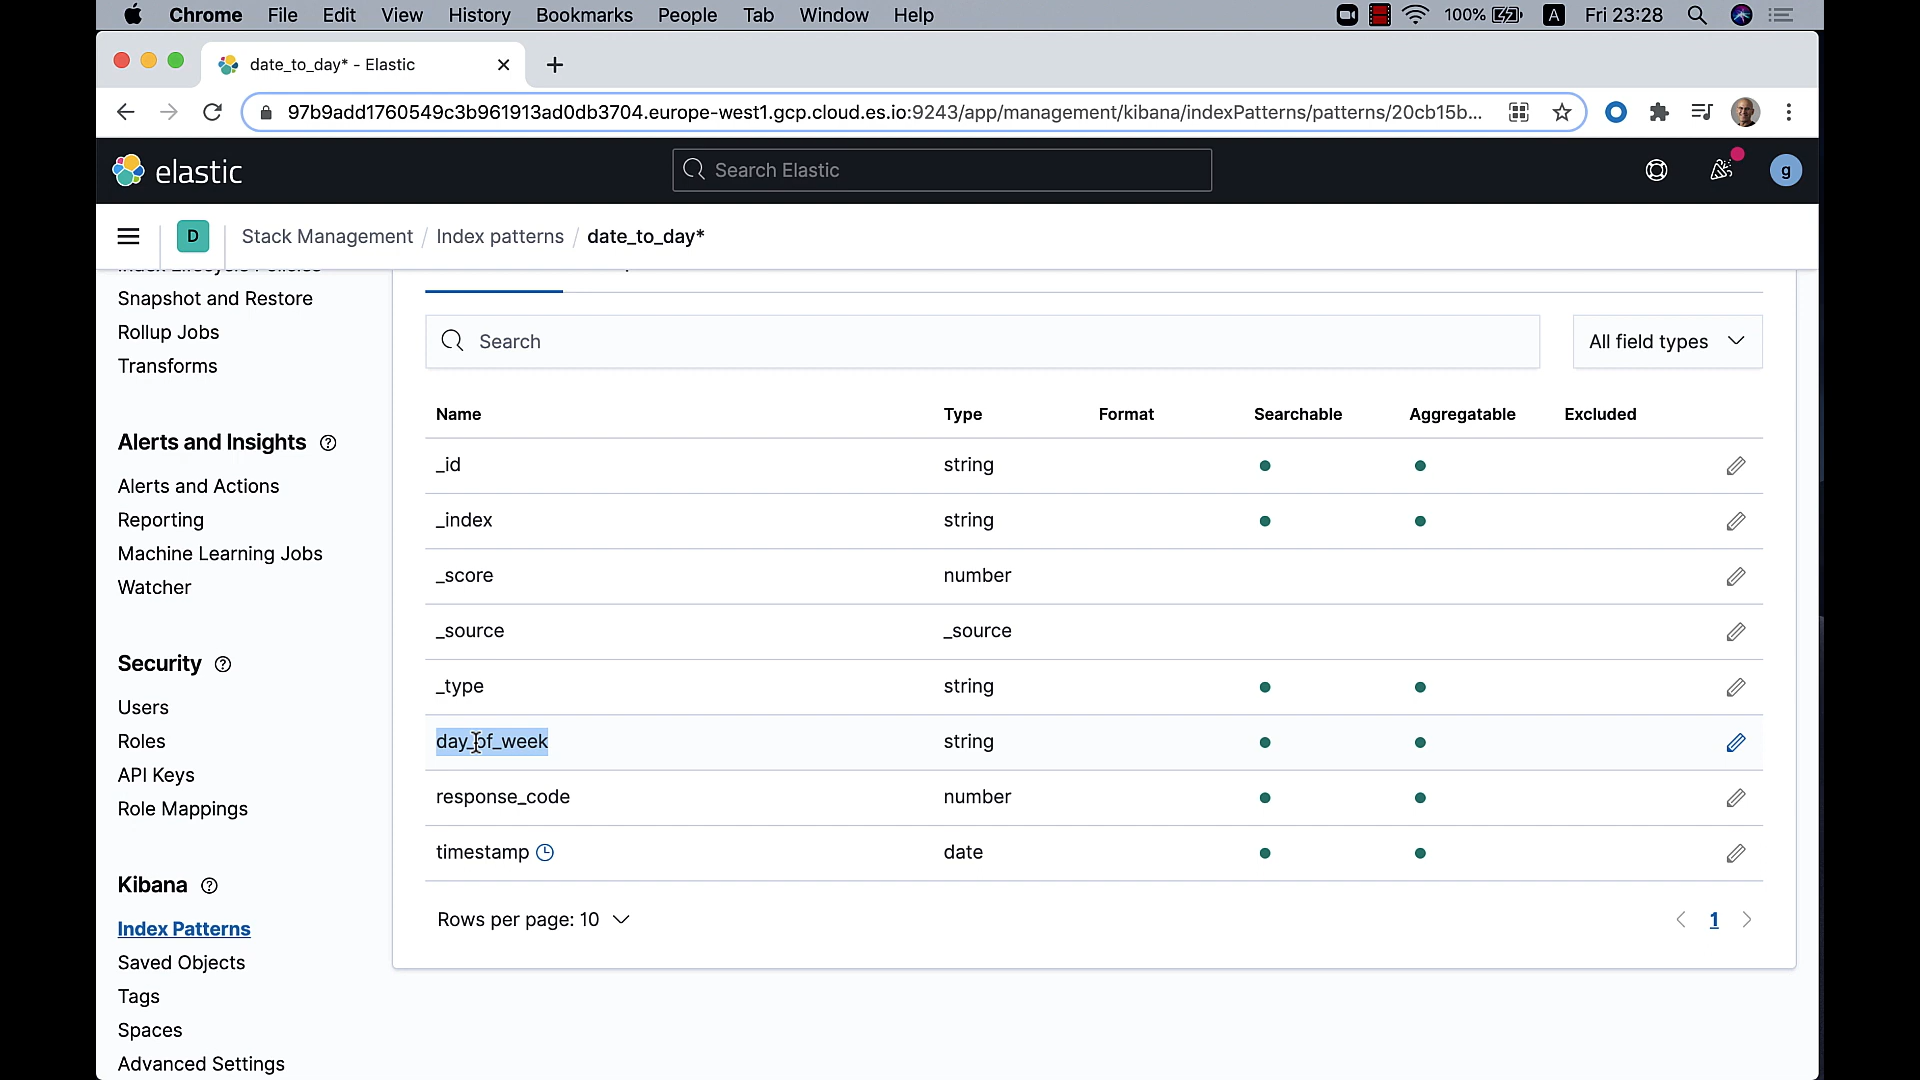 Chrome File Edit View History Bookmarks People Tab Window Help 100% A Fri 23:28
date_to_day* - Elastic
97b9add1760549c3b961913ad0db3704.europe-west1.gcp.cloud.es.io:9243/app/management/kibana/indexPatterns/patterns/20cb15b...
elastic Search Elastic g
D Stack Management / Index patterns / date_to_day*
Snapshot and Restore
Rollup Jobs
Transforms
Alerts and Insights
Alerts and Actions
Reporting
Machine Learning Jobs
Watcher
Security
Users
Roles
API Keys
Role Mappings
Kibana
Index Patterns
Saved Objects
Tags
Spaces
Advanced Settings
Search All field types
Name Type Format Searchable Aggregatable Excluded
_id string
_index string
_score number
_source _source
_type string
day_of_week string
response_code number
timestamp date
Rows per page: 10 1